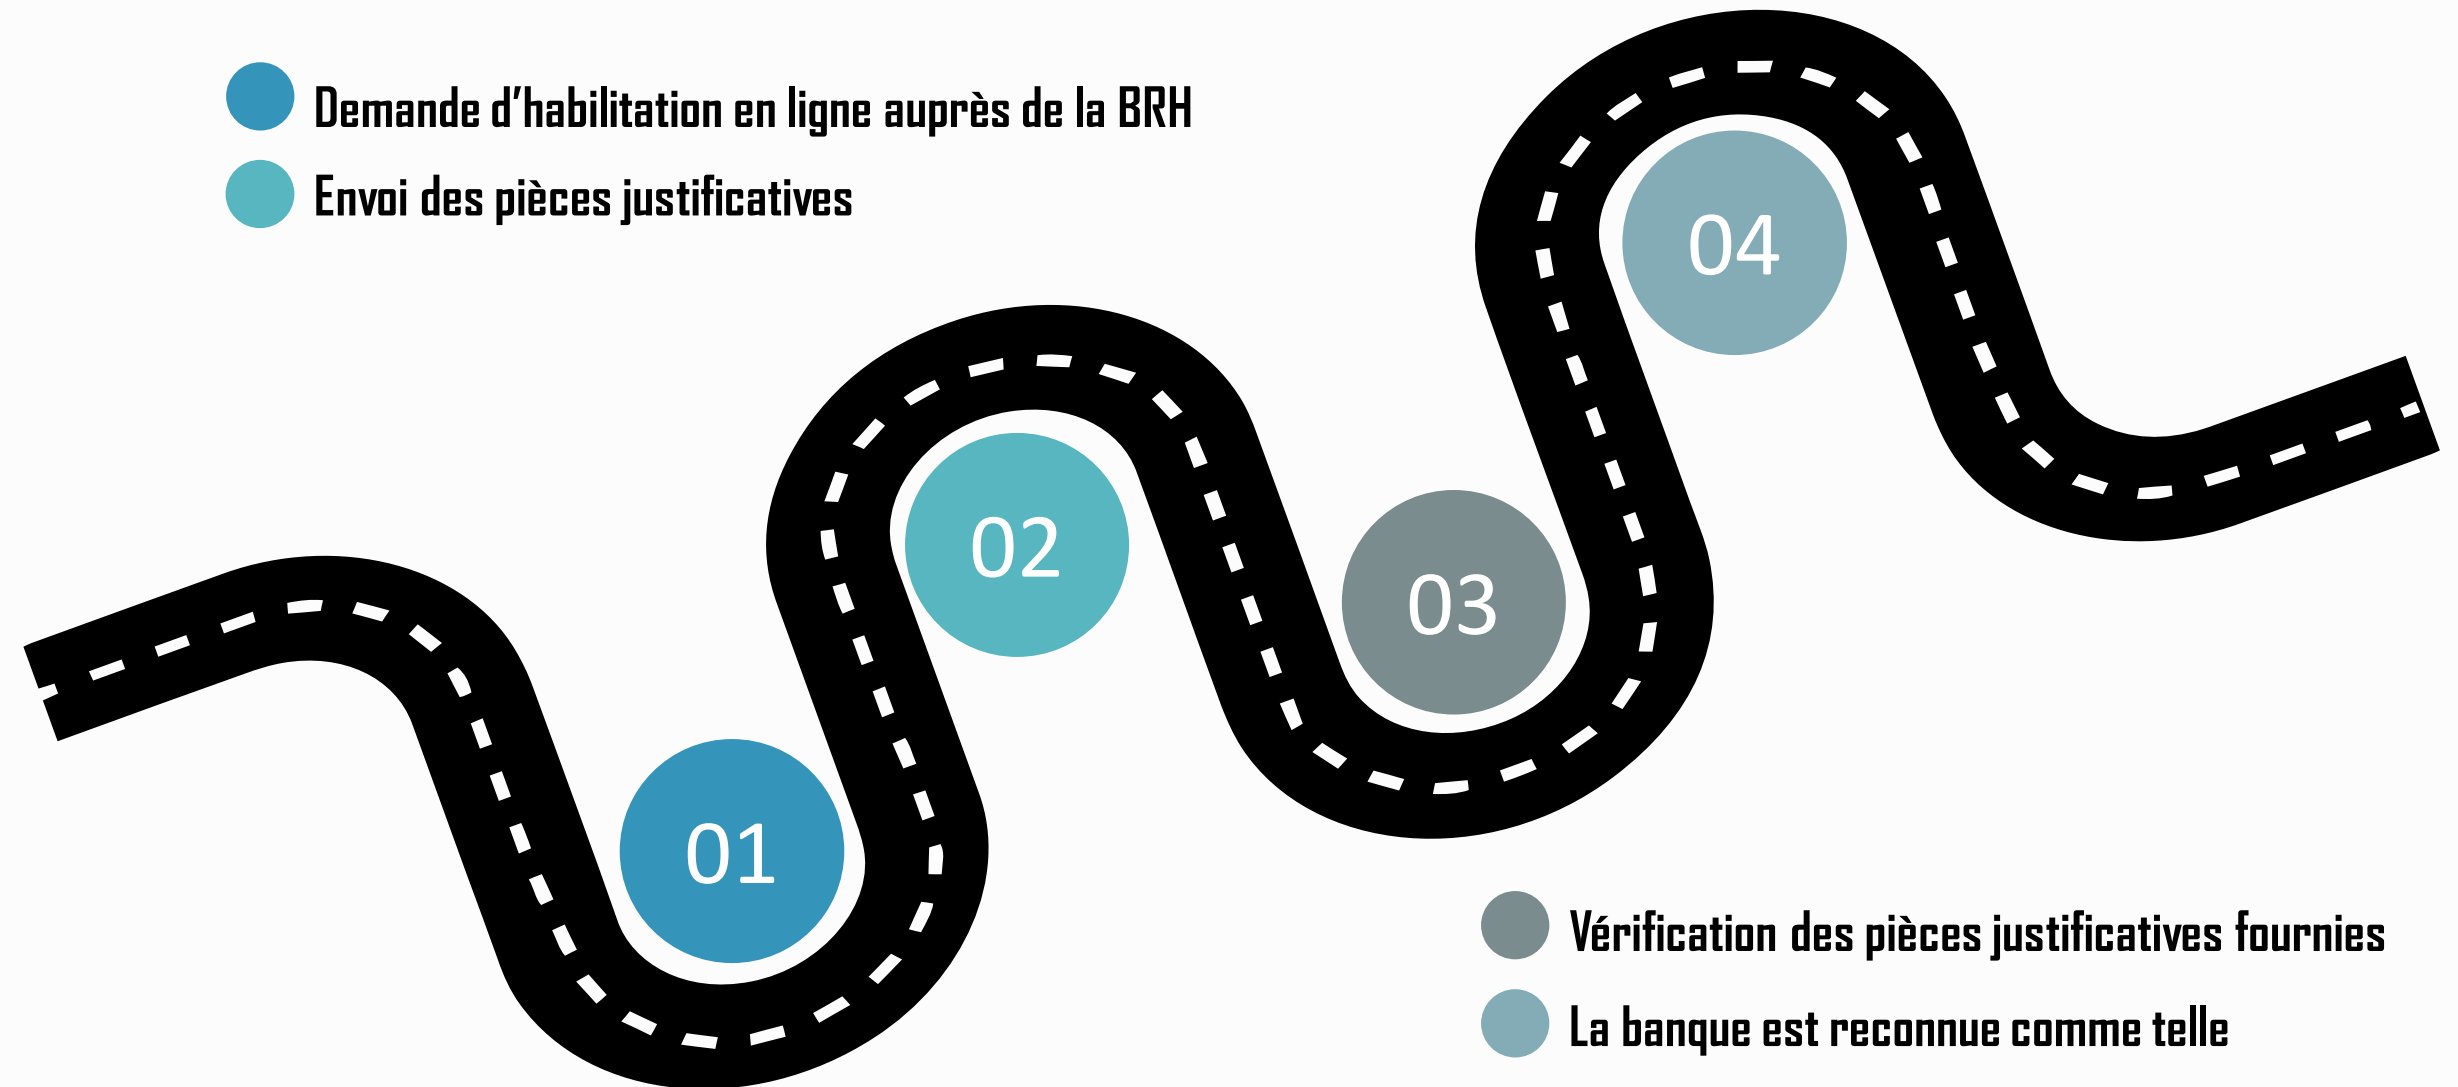 Demande d’habilitation en ligne auprès de la BRH
Envoi des pièces justificatives
04
02
03
01
Vérification des pièces justificatives fournies
La banque est reconnue comme telle